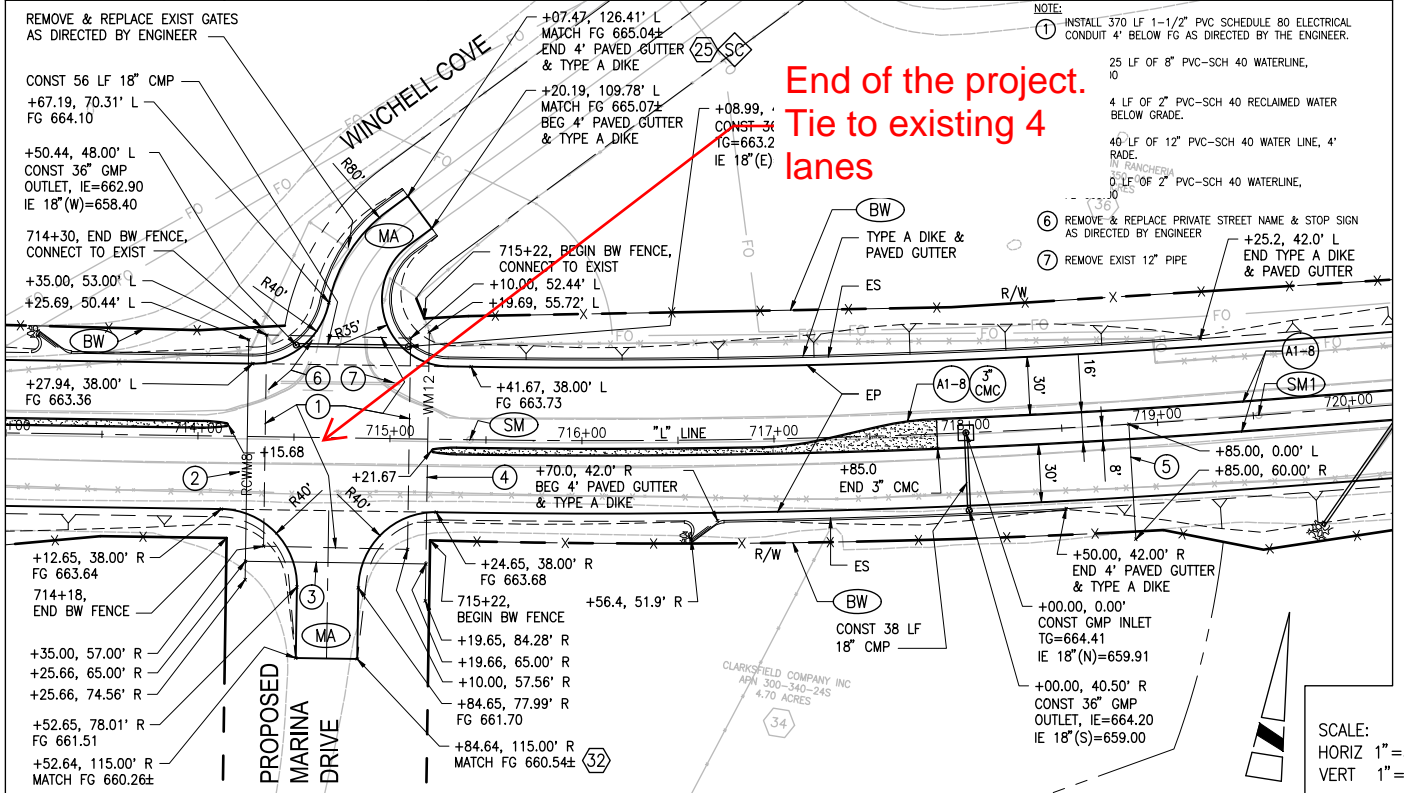 REMOVE & REPLACE EXIST GATES
AS DIRECTED BY ENGINEER
CONST 56 LF 18" CMP
+67.19, 70.31' L
FG 664.10
+50.44, 48.00' L
CONST 36" GMP
OUTLET, IE=662.90
IE 18"(W)=658.40
714+30, END BW FENCE,
CONNECT TO EXIST
+35.00, 53.00' L
+25.69, 50.44' L
BW
+27.94, 38.00' L
FG 663.36
WINCHELL COVE
R80'
MA
R40'
R35'
+07.47, 126.41' L
MATCH FG 665.04±
END 4' PAVED GUTTER
& TYPE A DIKE
25
SC
+20.19, 109.78' L
MATCH FG 665.07±
BEG 4' PAVED GUTTER
& TYPE A DIKE
+08.99,
CONST 36
TG=663.2
IE 18"(E)
End of the project.
Tie to existing 4
lanes
NOTE:
1 INSTALL 370 LF 1-1/2" PVC SCHEDULE 80 ELECTRICAL
CONDUIT 4' BELOW FG AS DIRECTED BY THE ENGINEER.
25 LF OF 8" PVC-SCH 40 WATERLINE,
4 LF OF 2" PVC-SCH 40 RECLAIMED WATER
BELOW GRADE.
40 LF OF 12" PVC-SCH 40 WATER LINE, 4'
RADE.
IN RANCHERIA
LF OF 2" PVC-SCH 40 WATERLINE,
36
6 REMOVE & REPLACE PRIVATE STREET NAME & STOP SIGN
AS DIRECTED BY ENGINEER
7 REMOVE EXIST 12" PIPE
715+22, BEGIN BW FENCE,
CONNECT TO EXIST
+10.00, 52.44' L
+19.69, 55.72' L
BW
TYPE A DIKE &
PAVED GUTTER
ES
R/W
+25.2, 42.0' L
END TYPE A DIKE
& PAVED GUTTER
FO
FO
FO
FO
FO
FO
FO
FO
FO
6 7
1
WM12
+41.67, 38.00' L
FG 663.73
SM
EP
A1-8
3"
CMC
30'
16'
A1-8
SM1
714+00
715+00
716+00
"L" LINE
717+00
718+00
719+00
720+00
+15.68
2
RCWM8
+21.67
4
+70.0, 42.0' R
BEG 4' PAVED GUTTER
& TYPE A DIKE
+85.0
END 3" CMC
30'
8'
5
+85.00, 0.00' L
+85.00, 60.00' R
R40'
R40'
+12.65, 38.00' R
FG 663.64
714+18,
END BW FENCE
+35.00, 57.00' R
+25.66, 65.00' R
+25.66, 74.56' R
+52.65, 78.01' R
FG 661.51
+52.64, 115.00' R
MATCH FG 660.26±
3
MA
PROPOSED
MARINA
DRIVE
+24.65, 38.00' R
FG 663.68
715+22,
BEGIN BW FENCE
+19.65, 84.28' R
+19.66, 65.00' R
+10.00, 57.56' R
+84.65, 77.99' R
FG 661.70
+84.64, 115.00' R
MATCH FG 660.54±
32
+56.4, 51.9' R
R/W
ES
BW
CONST 38 LF
18" CMP
CLARKSFIELD COMPANY INC
APN 300-340-24S
4.70 ACRES
34
+50.00, 42.00' R
END 4' PAVED GUTTER
& TYPE A DIKE
+00.00, 0.00'
CONST GMP INLET
TG=664.41
IE 18"(N)=659.91
+00.00, 40.50' R
CONST 36" GMP
OUTLET, IE=664.20
IE 18"(S)=659.00
SCALE:
HORIZ 1"=
VERT 1"=